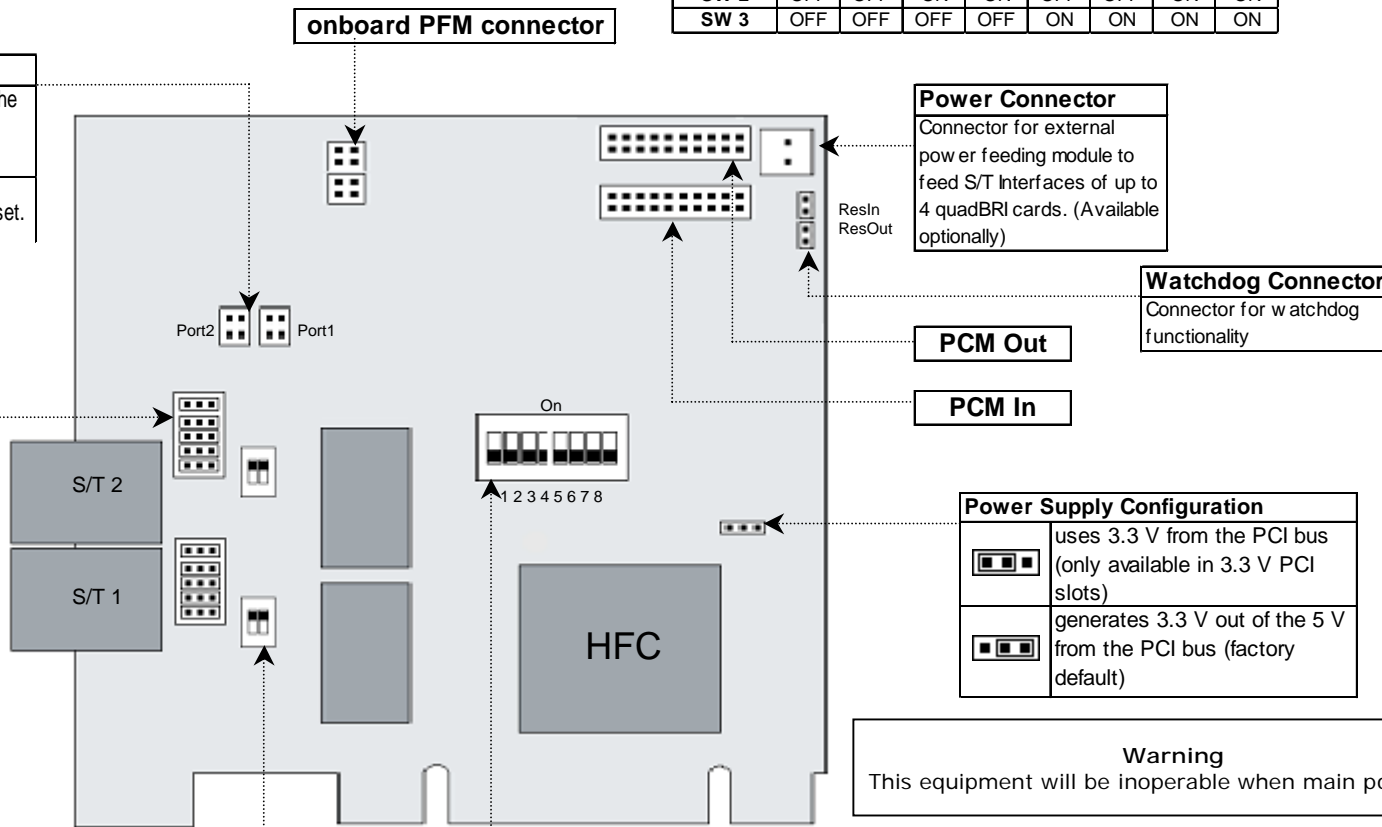 SW 3 OFF OFF OFF OFF ON ON ON ON
onboard PFM connector
set.
Power Connector
Connector for external
power feeding module to
feed S/T Interfaces of up to
4 quadBRI cards. (Available
optionally)
ResIn
ResOut
Watchdog Connector
Connector for watchdog
functionality
Port2
Port1
PCM Out
PCM In
On
1 2 3 4 5 6 7 8
S/T 2
S/T 1
HFC
Power Supply Configuration
uses 3.3 V from the PCI bus
(only available in 3.3 V PCI
slots)
generates 3.3 V out of the 5 V
from the PCI bus (factory
default)
Warning
This equipment will be inoperable when main